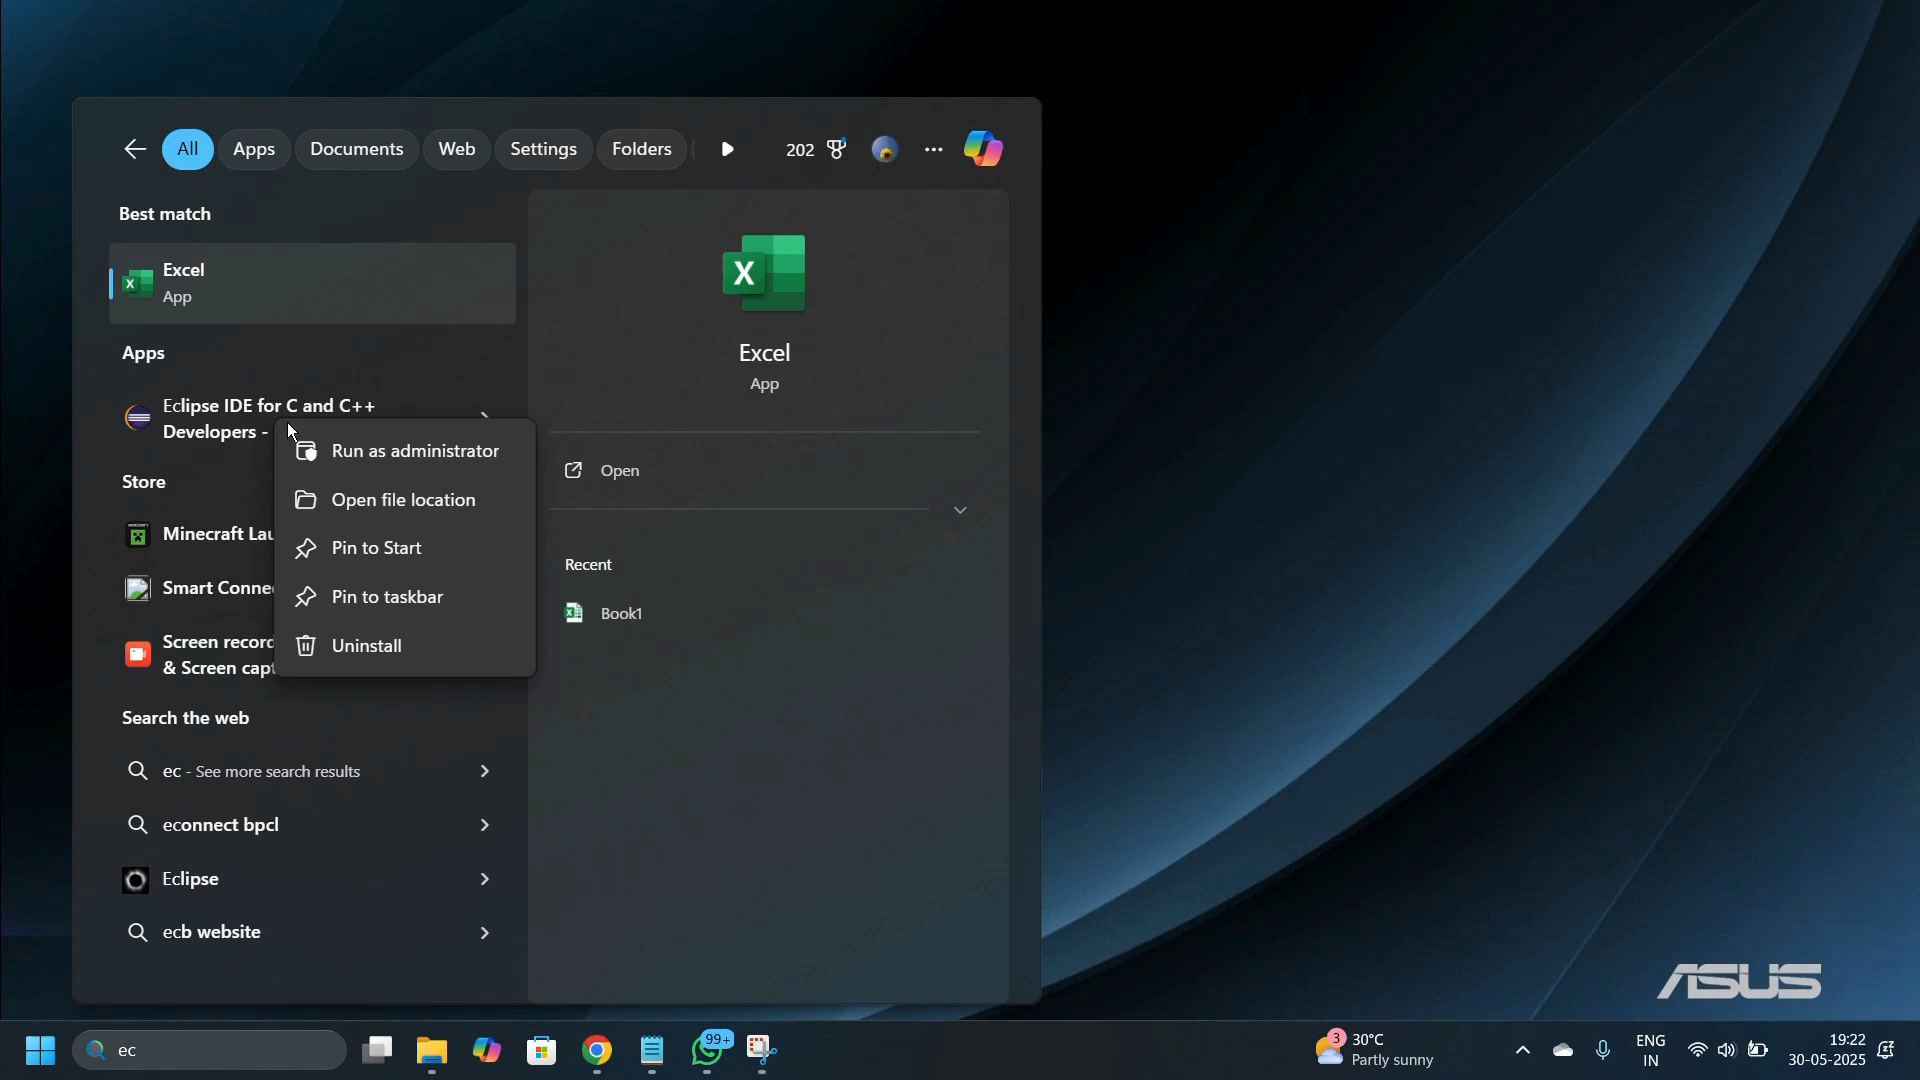 All
Apps
Documents
Web
Settings
Folders
202
Best match
Excel
App
Apps
Eclipse IDE for C and C++
Developers -
Store
Minecraft Lau
Smart Conne
Screen record
& Screen capt
Run as administrator
Open file location
Pin to Start
Pin to taskbar
Uninstall
Search the web
ec - See more search results
econnect bpcl
Eclipse
ecb website
Excel
App
Open
Recent
Book1
ASUS
ec
99+
3
30°C
Partly sunny
ENG
IN
19:22
30-05-2025